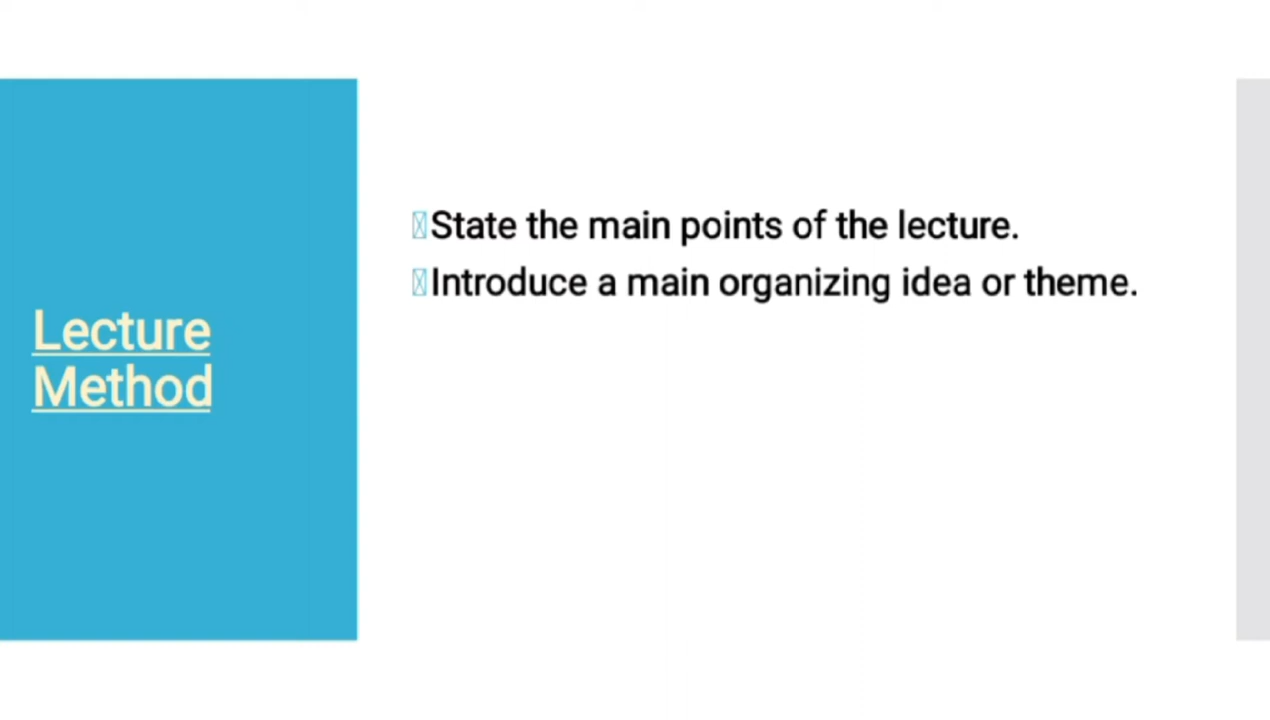 Lecture
Method
State the main points of the lecture.
Introduce a main organizing idea or theme.